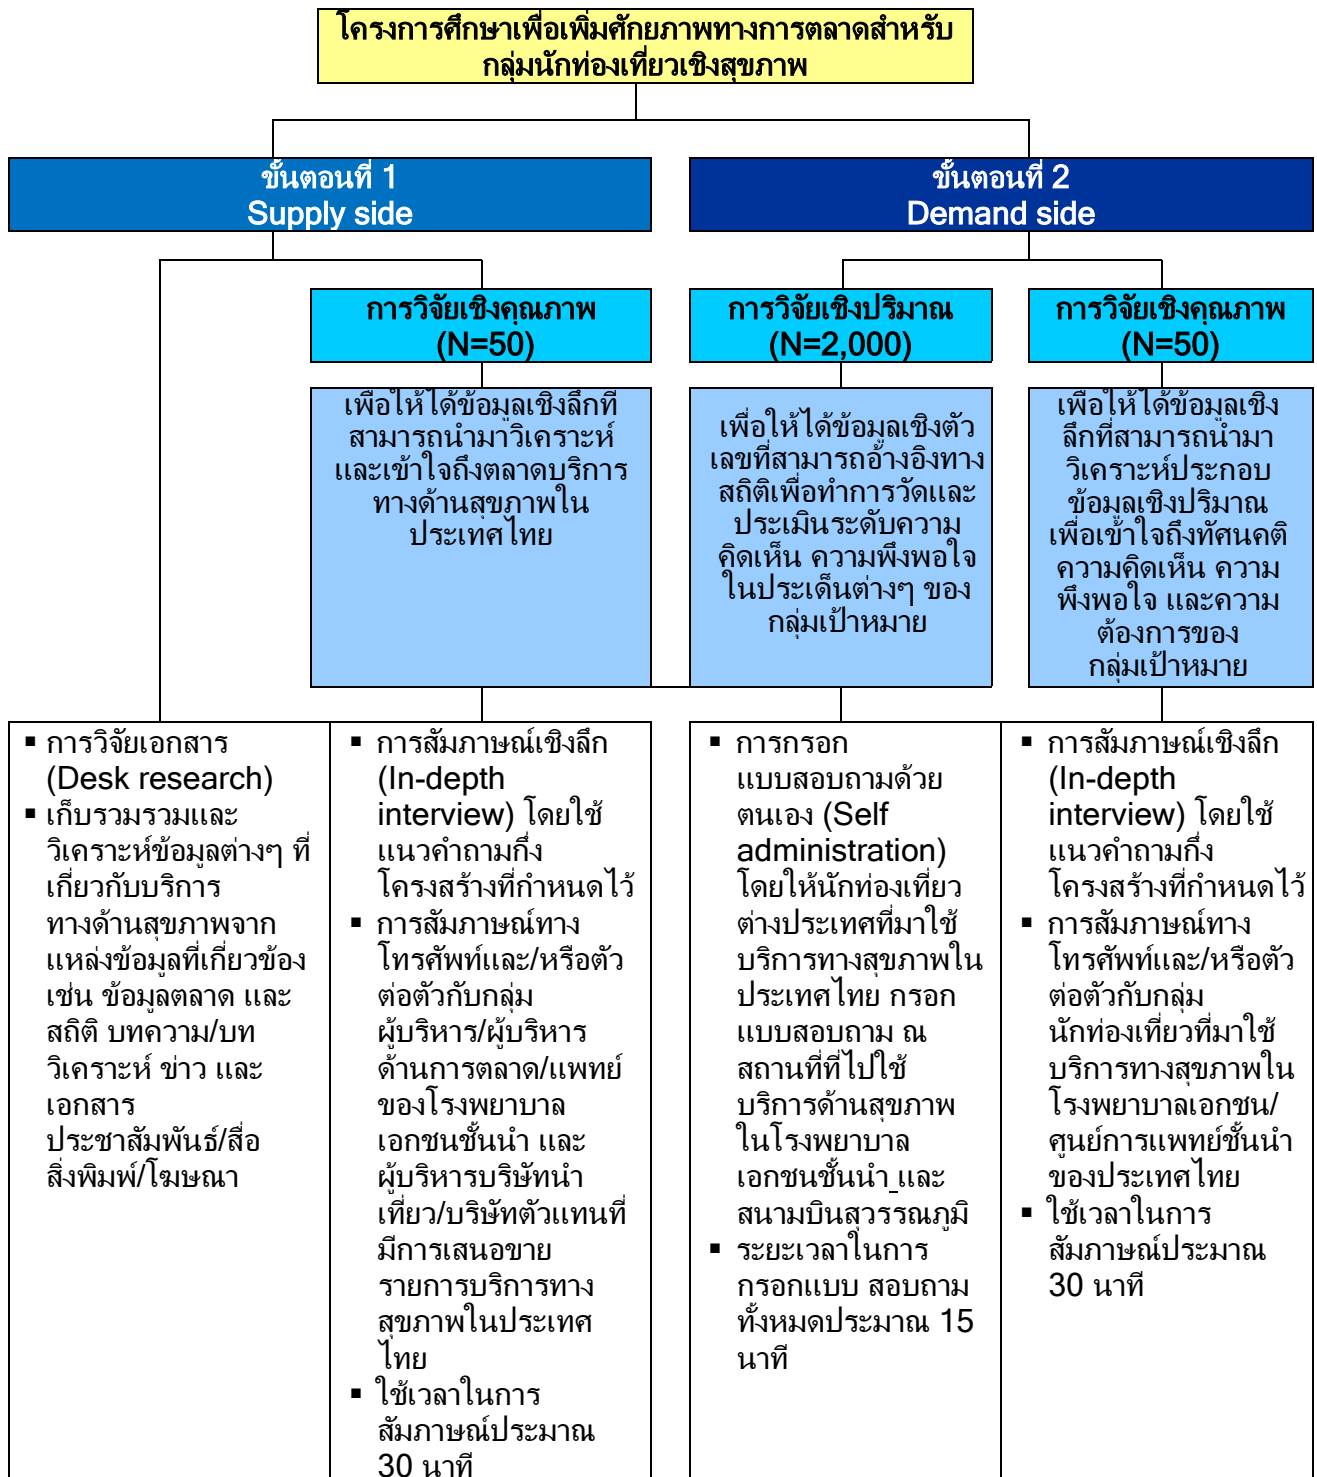 โครงการศึกษาเพื่อเพิ่มศักยภาพทางการตลาดสำหรับ
กลุ่มนักท่องเที่ยวเชิงสุขภาพ
ขั้นตอนที่ 1
Supply side
ขั้นตอนที่ 2
Demand side
การวิจัยเชิงคุณภาพ
(N=50)
การวิจัยเชิงปริมาณ
(N=2,000)
การวิจัยเชิงคุณภาพ
(N=50)
เพื่อให้ได้ข้อมูลเชิงลึกที่
สามารถนำมาวิเคราะห์
และเข้าใจถึงตลาดบริการ
ทางด้านสุขภาพใน
ประเทศไทย
เพื่อให้ได้ข้อมูลเชิงตัว
เลขที่สามารถอ้างอิงทาง
สถิติเพื่อทำการวัดและ
ประเมินระดับความ
คิดเห็น ความพึงพอใจ
ในประเด็นต่างๆ ของ
กลุ่มเป้าหมาย
เพื่อให้ได้ข้อมูลเชิง
ลึกที่สามารถนำมา
วิเคราะห์ประกอบ
ข้อมูลเชิงปริมาณ
เพื่อเข้าใจถึงทัศนคติ
ความคิดเห็น ความ
พึงพอใจ และความ
ต้องการของ
กลุ่มเป้าหมาย
▪ การวิจัยเอกสาร
(Desk research)
▪ เก็บรวมรวมและ
วิเคราะห์ข้อมูลต่างๆ ที่
เกี่ยวกับบริการ
ทางด้านสุขภาพจาก
แหล่งข้อมูลที่เกี่ยวข้อง
เช่น ข้อมูลตลาด และ
สถิติ บทความ/บท
วิเคราะห์ ข่าว และ
เอกสาร
ประชาสัมพันธ์/สื่อ
สิ่งพิมพ์/โฆษณา
▪ การสัมภาษณ์เชิงลึก
(In-depth
interview) โดยใช้
แนวคำถามกึ่ง
โครงสร้างที่กำหนดไว้
▪ การสัมภาษณ์ทาง
โทรศัพท์และ/หรือตัว
ต่อตัวกับกลุ่ม
ผู้บริหาร/ผู้บริหาร
ด้านการตลาด/แพทย์
ของโรงพยาบาล
เอกชนชั้นนำ และ
ผู้บริหารบริษัทนำ
เที่ยว/บริษัทตัวแทนที่
มีการเสนอขาย
รายการบริการทาง
สุขภาพในประเทศ
ไทย
▪ ใช้เวลาในการ
สัมภาษณ์ประมาณ
30 นาที
▪ การกรอก
แบบสอบถามด้วย
ตนเอง (Self
administration)
โดยให้นักท่องเที่ยว
ต่างประเทศที่มาใช้
บริการทางสุขภาพใน
ประเทศไทย กรอก
แบบสอบถาม ณ
สถานที่ที่ไปใช้
บริการด้านสุขภาพ
ในโรงพยาบาล
เอกชนชั้นนำ และ
สนามบินสุวรรณภูมิ
▪ ระยะเวลาในการ
กรอกแบบ สอบถาม
ทั้งหมดประมาณ 15
นาที
▪ การสัมภาษณ์เชิงลึก
(In-depth
interview) โดยใช้
แนวคำถามกึ่ง
โครงสร้างที่กำหนดไว้
▪ การสัมภาษณ์ทาง
โทรศัพท์และ/หรือตัว
ต่อตัวกับกลุ่ม
นักท่องเที่ยวที่มาใช้
บริการทางสุขภาพใน
โรงพยาบาลเอกชน/
ศูนย์การแพทย์ชั้นนำ
ของประเทศไทย
▪ ใช้เวลาในการ
สัมภาษณ์ประมาณ
30 นาที